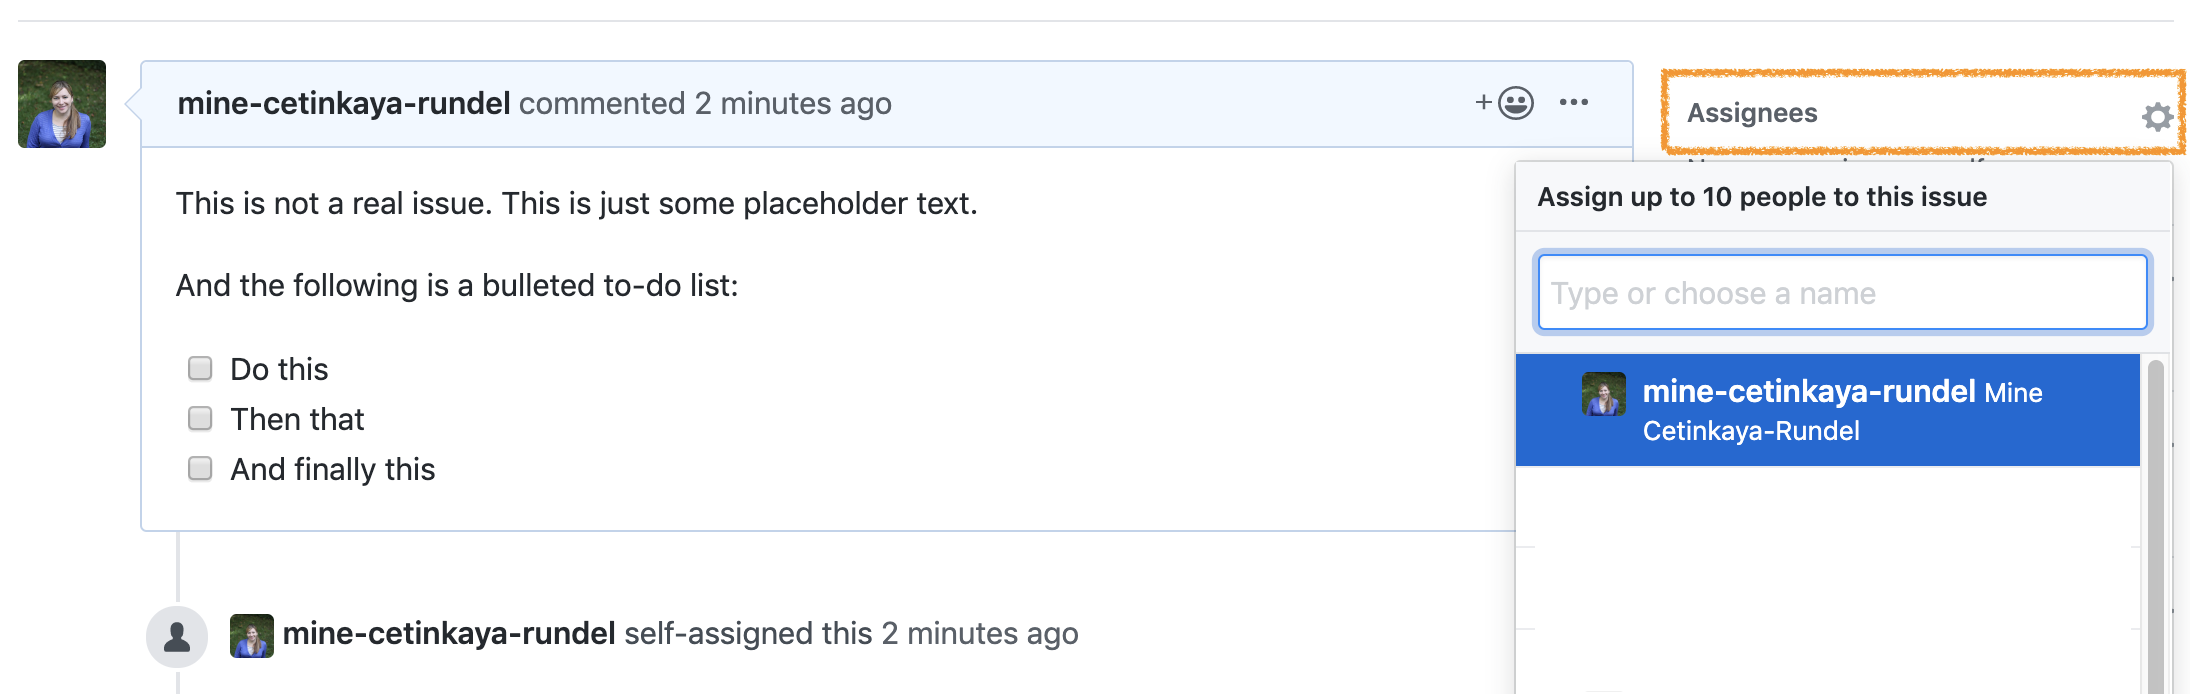 mine-cetinkaya-rundel commented 2 minutes ago
This is not a real issue. This is just some placeholder text.
And the following is a bulleted to-do list:
Do this
Then that
And finally this
mine-cetinkaya-rundel self-assigned this 2 minutes ago
Assignees
Assign up to 10 people to this issue
Type or choose a name
mine-cetinkaya-rundel Mine
Cetinkaya-Rundel